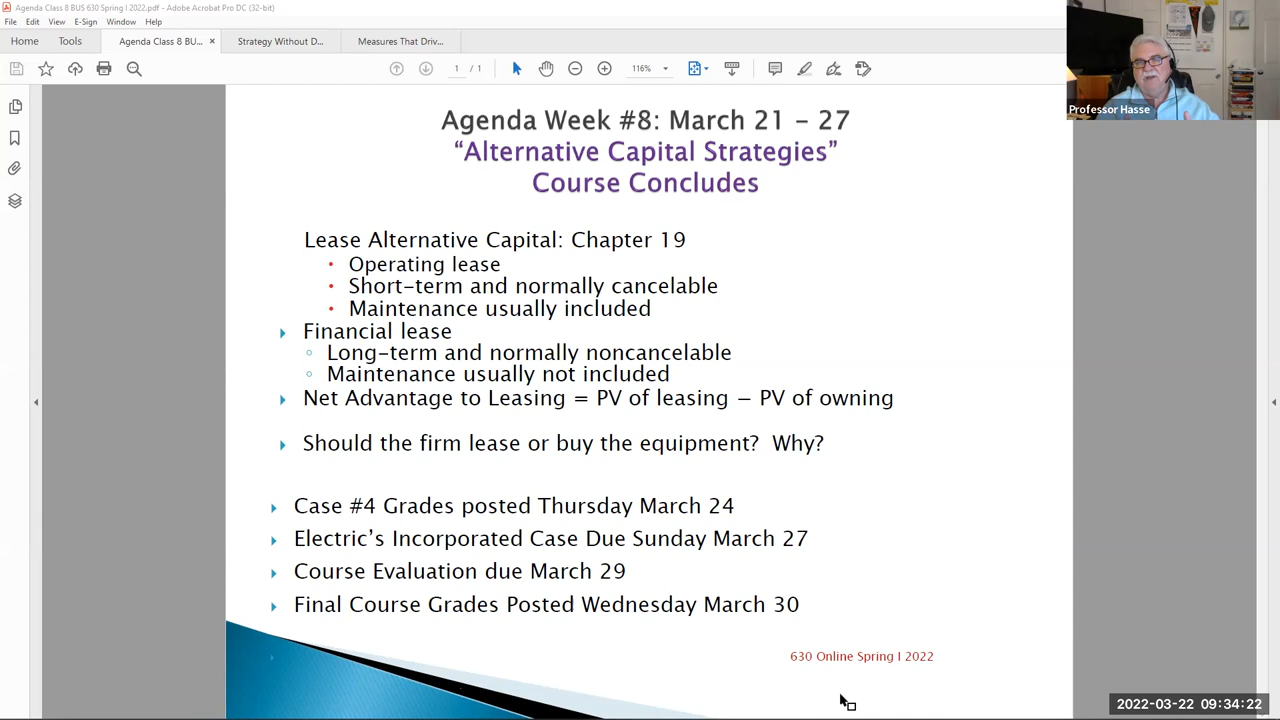 Agenda Class 8 BUS 630 Spring I 2022.pdf - Adobe Acrobat Pro DC (32-bit)
File Edit View E-Sign Window Help
Home Tools Agenda Class 8 BU... × Strategy Without D... Measures That Driv...
1 / 1 116%
Professor Hasse
Agenda Week #8: March 21 – 27
“Alternative Capital Strategies”
Course Concludes
Lease Alternative Capital: Chapter 19
Operating lease
Short-term and normally cancelable
Maintenance usually included
Financial lease
Long-term and normally noncancelable
Maintenance usually not included
Net Advantage to Leasing = PV of leasing – PV of owning
Should the firm lease or buy the equipment? Why?
Case #4 Grades posted Thursday March 24
Electric’s Incorporated Case Due Sunday March 27
Course Evaluation due March 29
Final Course Grades Posted Wednesday March 30
630 Online Spring I 2022
2022-03-22 09:34:22